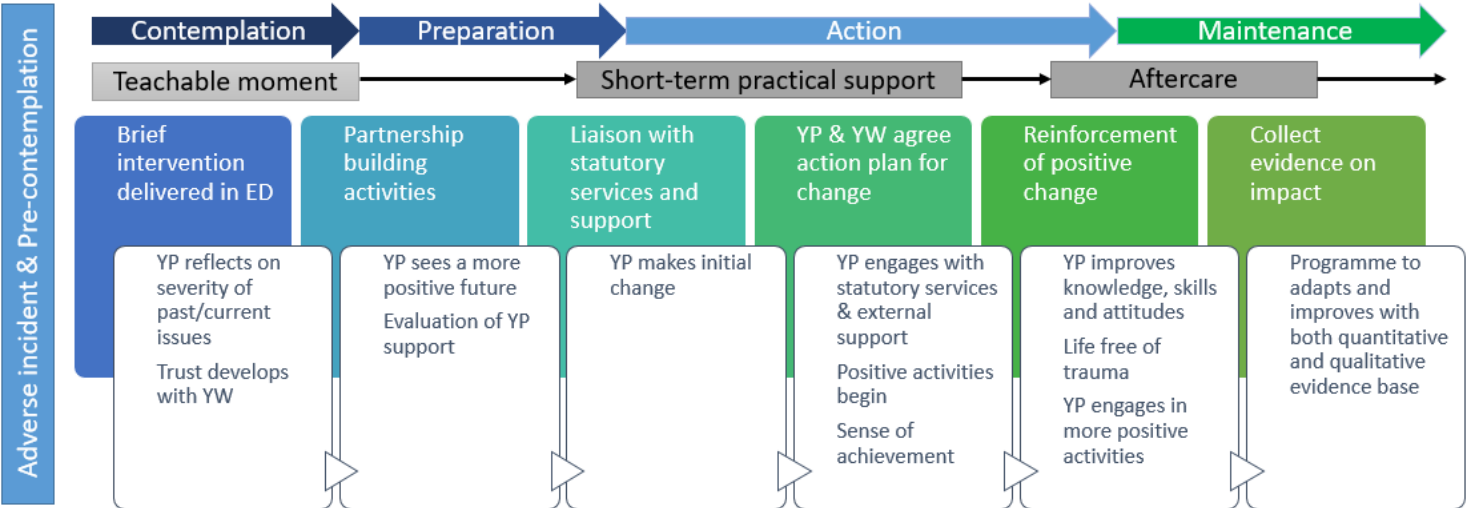 Adverse incident & Pre-contemplation
Contemplation
Preparation
Action
Maintenance
Teachable moment
Short-term practical support
Aftercare
Brief
intervention
delivered in ED
YP reflects on
severity of
past/current
issues
Trust develops
with YW
Partnership
building
activities
YP sees a more
positive future
Evaluation of YP
support
Liaison with
statutory
services and
support
YP makes initial
change
YP & YW agree
action plan for
change
YP engages with
statutory services
& external
support
Positive activities
begin
Sense of
achievement
Reinforcement
of positive
change
YP improves
knowledge, skills
and attitudes
Life free of
trauma
YP engages in
more positive
activities
Collect
evidence on
impact
Programme to
adapts and
improves with
both quantitative
and qualitative
evidence base